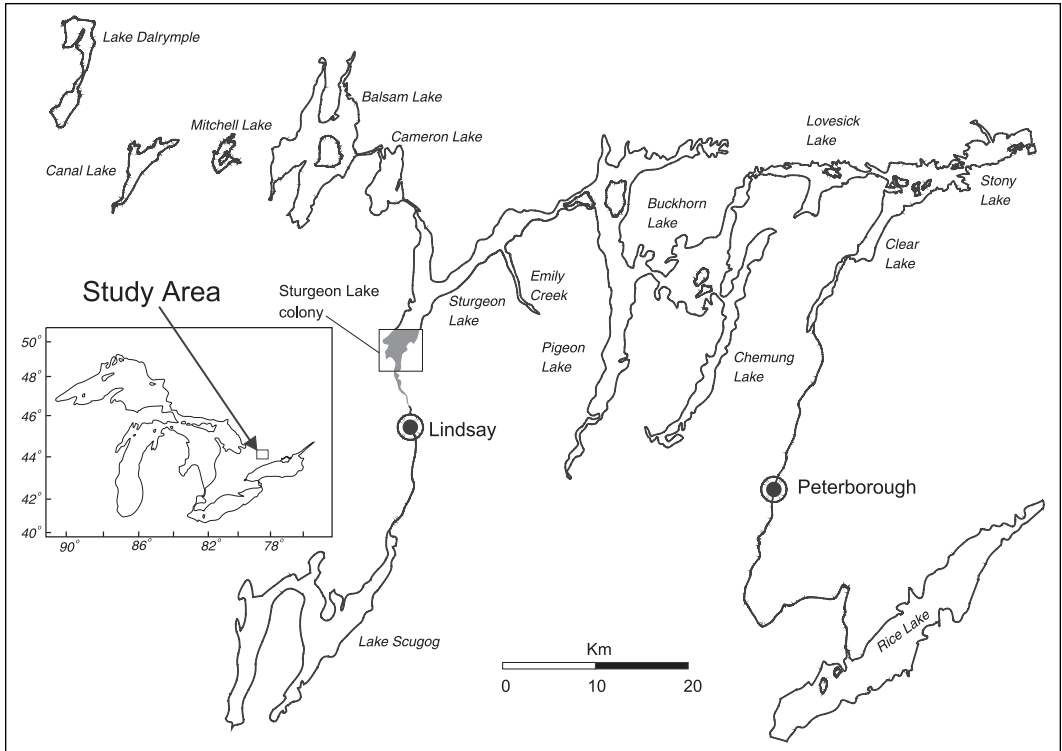 Lake Dalrymple
Balsam Lake
Mitchell Lake
Cameron Lake
Canal Lake
Lovesick
Lake
Stony
Lake
Buckhorn
Lake
Clear
Lake
Emily
Creek
Sturgeon
Lake
Study Area
Sturgeon Lake
colony
Pigeon
Lake
Chemung
Lake
50°
48°
46°
44°
42°
40°
90°
86°
82°
78°
Lindsay
Peterborough
Lake Scugog
Rice Lake
Km
0
10
20